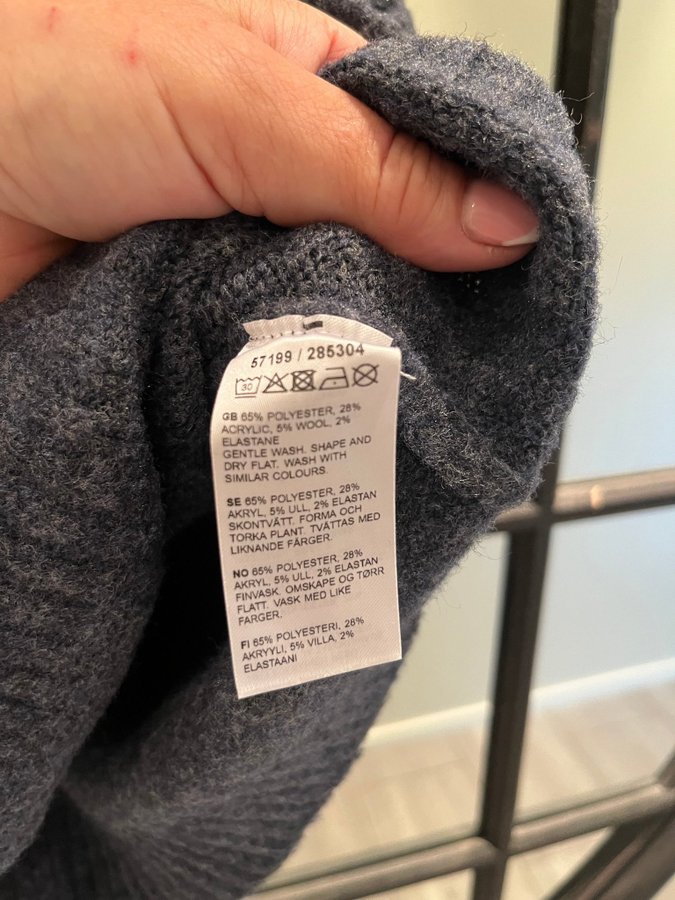 57199 / 285304
30
GB 65% POLYESTER, 28%
ACRYLIC, 5% WOOL, 2%
ELASTANE
GENTLE WASH. SHAPE AND
DRY FLAT. WASH WITH
SIMILAR COLOURS.
SE 65% POLYESTER, 28%
AKRYL, 5% ULL, 2% ELASTAN
SKONTVÄTT. FORMA OCH
TORKA PLANT. TVÄTTAS MED
LIKNANDE FÄRGER.
NO 65% POLYESTER, 28%
AKRYL, 5% ULL, 2% ELASTAN
FINVASK. OMSKAPE OG TØRR
FLATT. VASK MED LIKE
FARGER.
FI 65% POLYESTERI, 28%
AKRYYLI, 5% VILLA, 2%
ELASTAANI